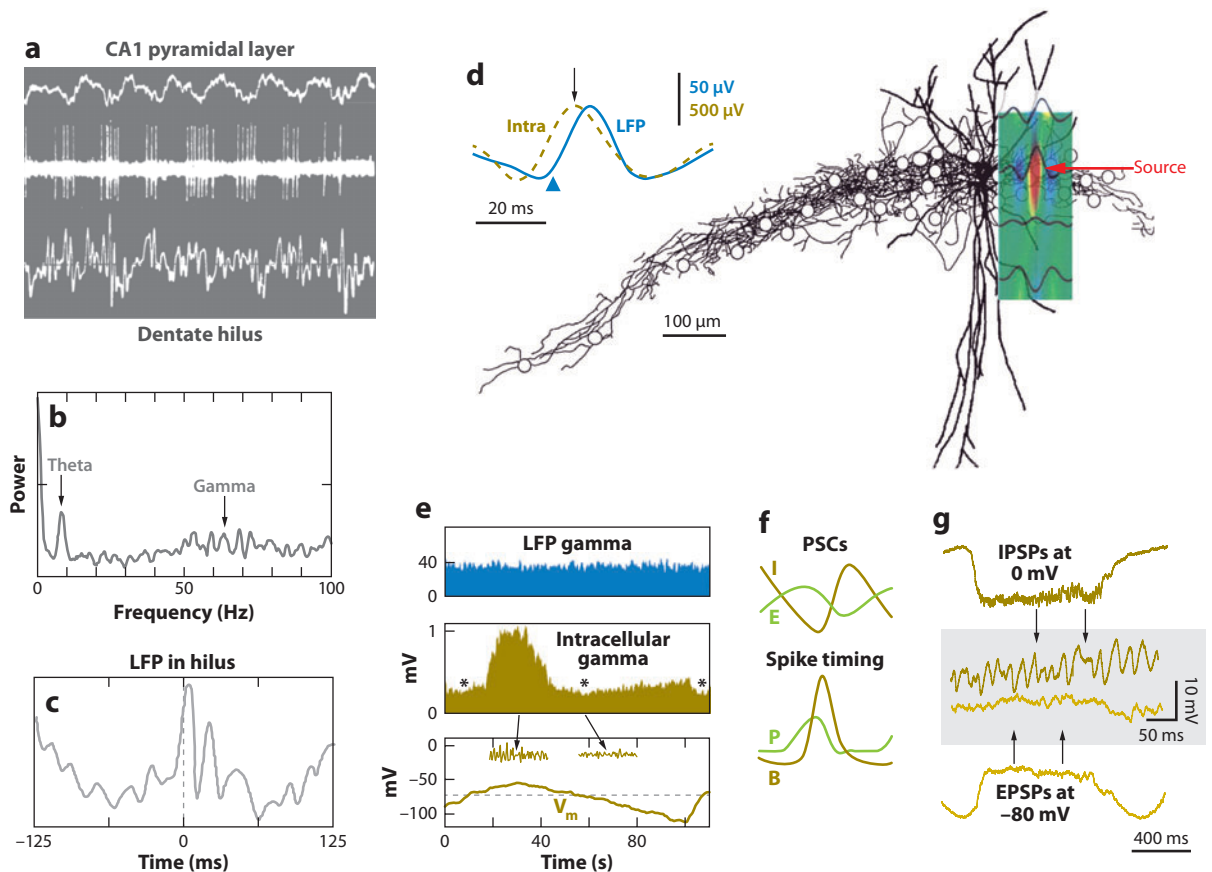 a
CA1 pyramidal layer
Dentate hilus
b
Power
Theta
Gamma
0
50
100
Frequency (Hz)
LFP in hilus
c
−125
0
125
Time (ms)
d
Intra
LFP
50 µV
500 µV
20 ms
Source
100 µm
e
LFP gamma
40
0
Intracellular
gamma
1
mV
0
*
*
*
0
mV
−50
−100
Vm
0
40
80
Time (s)
f
PSCs
I
E
Spike timing
P
B
g
IPSPs at
0 mV
10 mV
50 ms
EPSPs at
−80 mV
400 ms